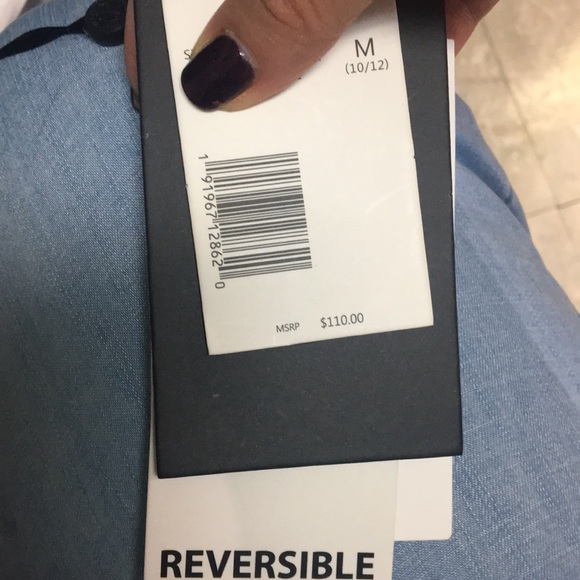 M
(10/12)
1 91967 12862 0
MSRP $110.00
REVERSIBLE